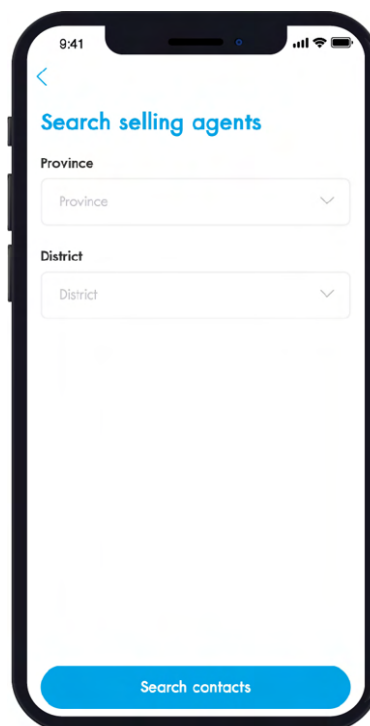 9:41
Search selling agents
Province
Province
District
District
Search contacts